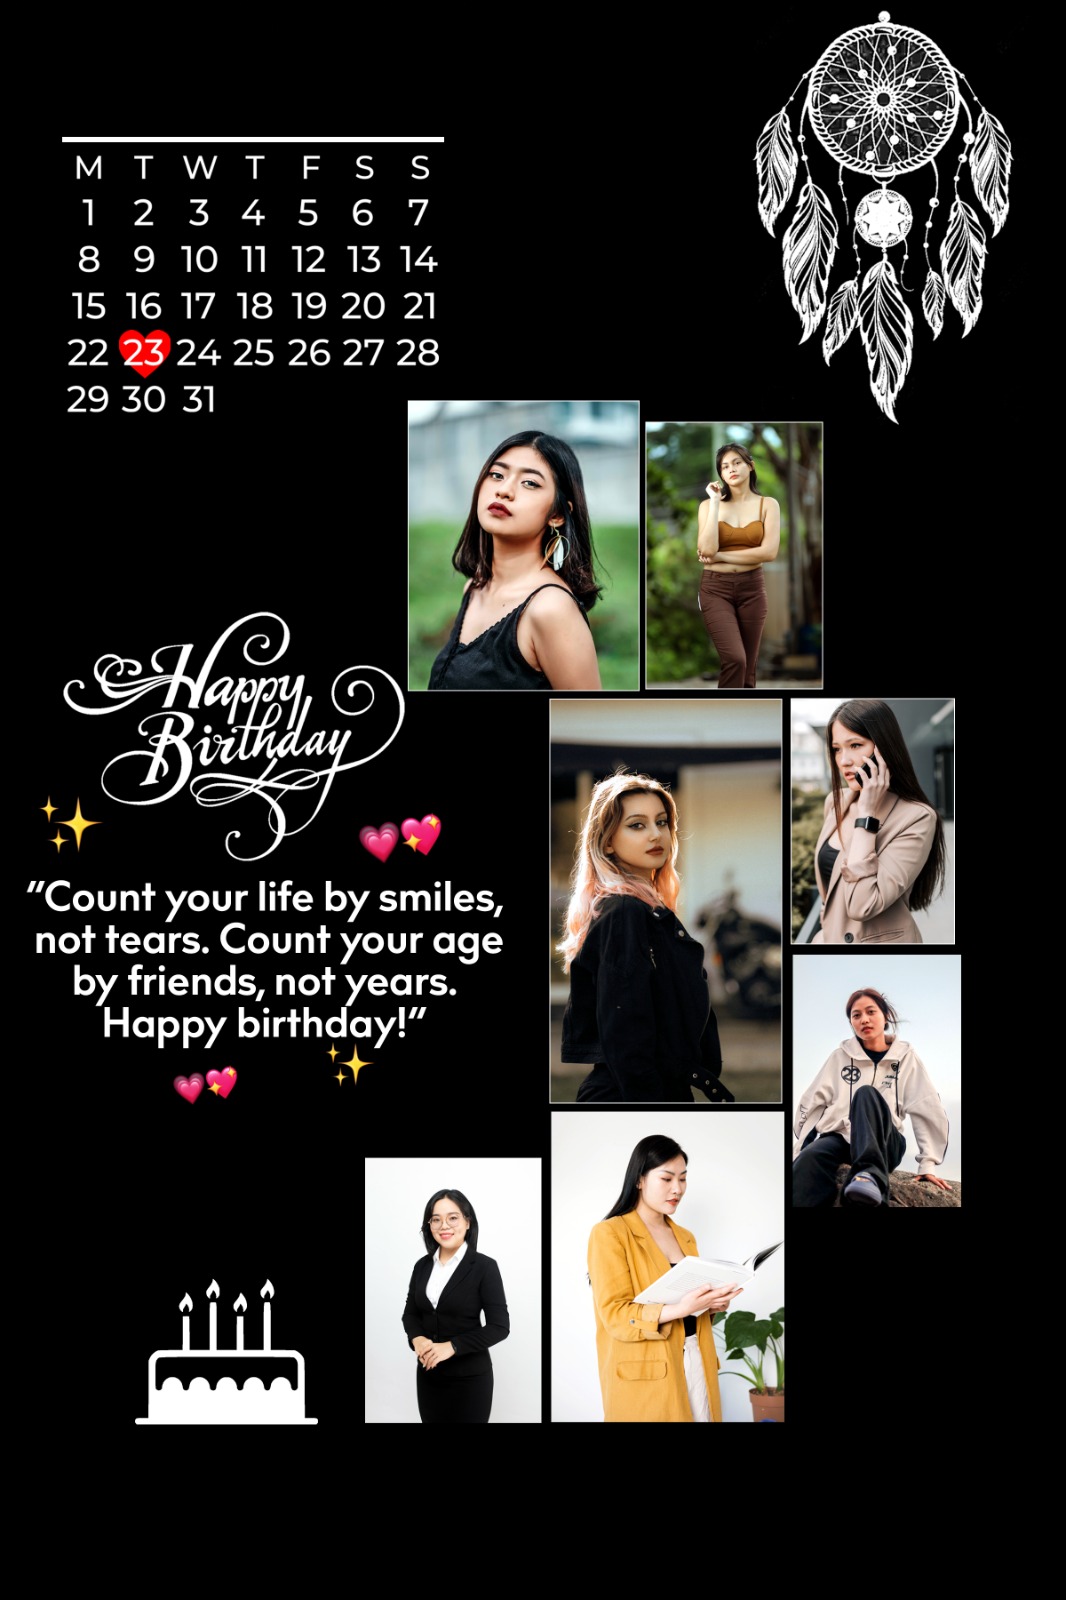 M T W T F S S
1 2 3 4 5 6 7
8 9 10 11 12 13 14
15 16 17 18 19 20 21
22 23 24 25 26 27 28
29 30 31
Happy
Birthday
"Count your life by smiles,
not tears. Count your age
by friends, not years.
Happy birthday!"
23